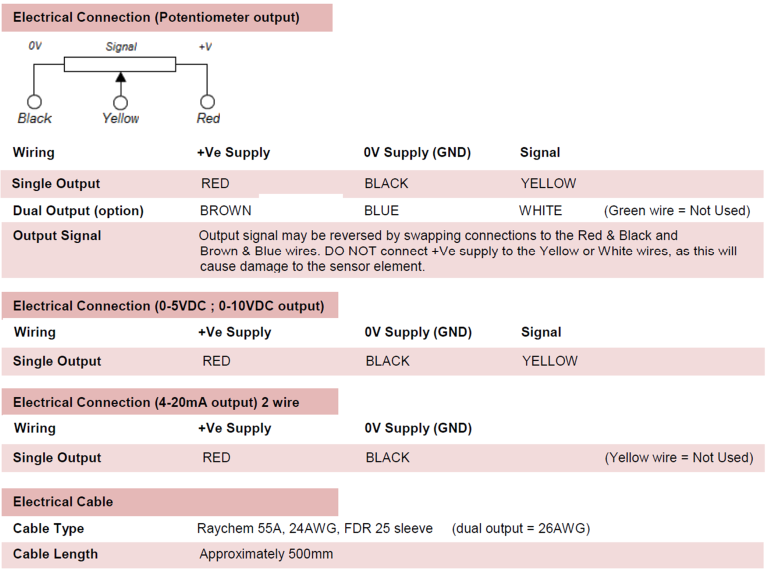 Electrical Connection (Potentiometer output)
0V Signal +V
Black Yellow Red
Wiring +Ve Supply 0V Supply (GND) Signal
Single Output RED BLACK YELLOW
Dual Output (option) BROWN BLUE WHITE (Green wire = Not Used)
Output Signal Output signal may be reversed by swapping connections to the Red & Black and
Brown & Blue wires. DO NOT connect +Ve supply to the Yellow or White wires, as this will
cause damage to the sensor element.
Electrical Connection (0-5VDC ; 0-10VDC output)
Wiring +Ve Supply 0V Supply (GND) Signal
Single Output RED BLACK YELLOW
Electrical Connection (4-20mA output) 2 wire
Wiring +Ve Supply 0V Supply (GND)
Single Output RED BLACK (Yellow wire = Not Used)
Electrical Cable
Cable Type Raychem 55A, 24AWG, FDR 25 sleeve (dual output = 26AWG)
Cable Length Approximately 500mm